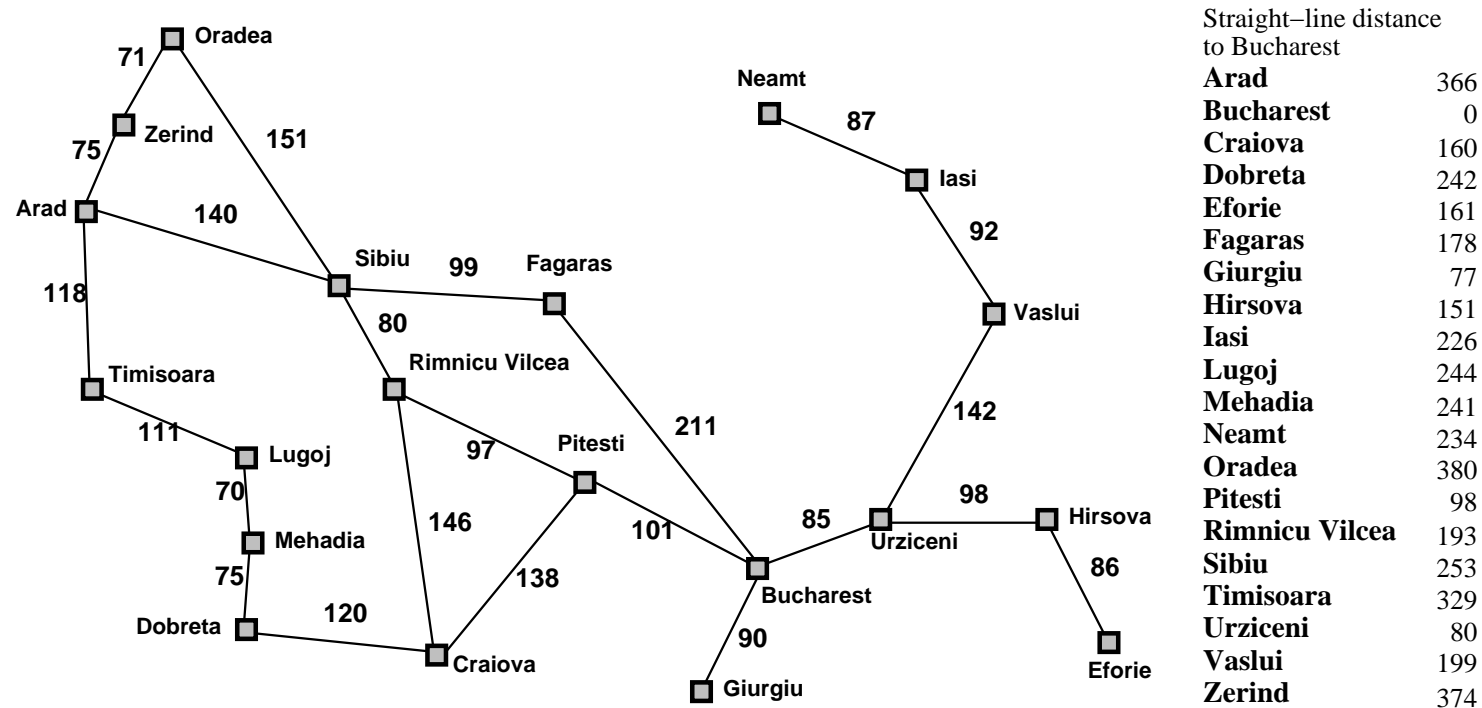 Oradea
71
Neamt
87
Zerind
151
75
Iasi
Arad
140
92
Sibiu
99
Fagaras
118
80
Vaslui
Rimnicu Vilcea
Timisoara
142
211
111
Lugoj
97
Pitesti
70
98
146
101
85
Hirsova
Mehadia
Urziceni
75
138
86
120
Bucharest
Dobreta
90
Craiova
Eforie
Giurgiu
Straight−line distance
to Bucharest
Arad 366
Bucharest 0
Craiova 160
Dobreta 242
Eforie 161
Fagaras 178
Giurgiu 77
Hirsova 151
Iasi 226
Lugoj 244
Mehadia 241
Neamt 234
Oradea 380
Pitesti 98
Rimnicu Vilcea 193
Sibiu 253
Timisoara 329
Urziceni 80
Vaslui 199
Zerind 374